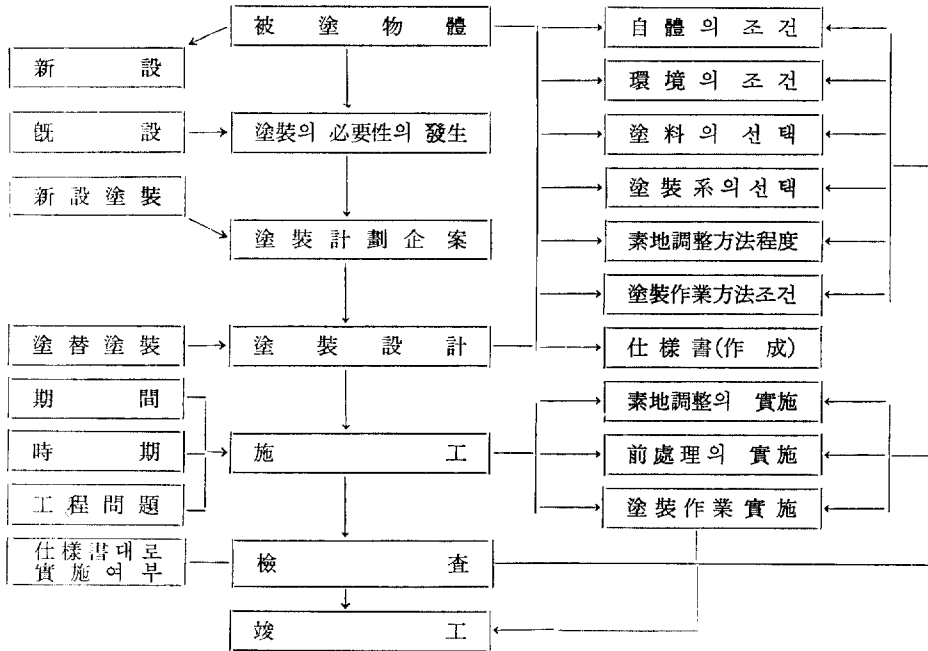 被塗物體
新設
旣設
塗裝의 必要性의 發生
新設塗裝
塗裝計劃企案
塗替塗裝
塗裝設計
期間
時期
施工
工程問題
仕樣書대로
實施여부
檢査
竣工
自體의 조건
環境의 조건
塗料의 선택
塗裝系의 선택
素地調整方法程度
塗裝作業方法조건
仕樣書(作成)
素地調整의 實施
前處理의 實施
塗裝作業實施